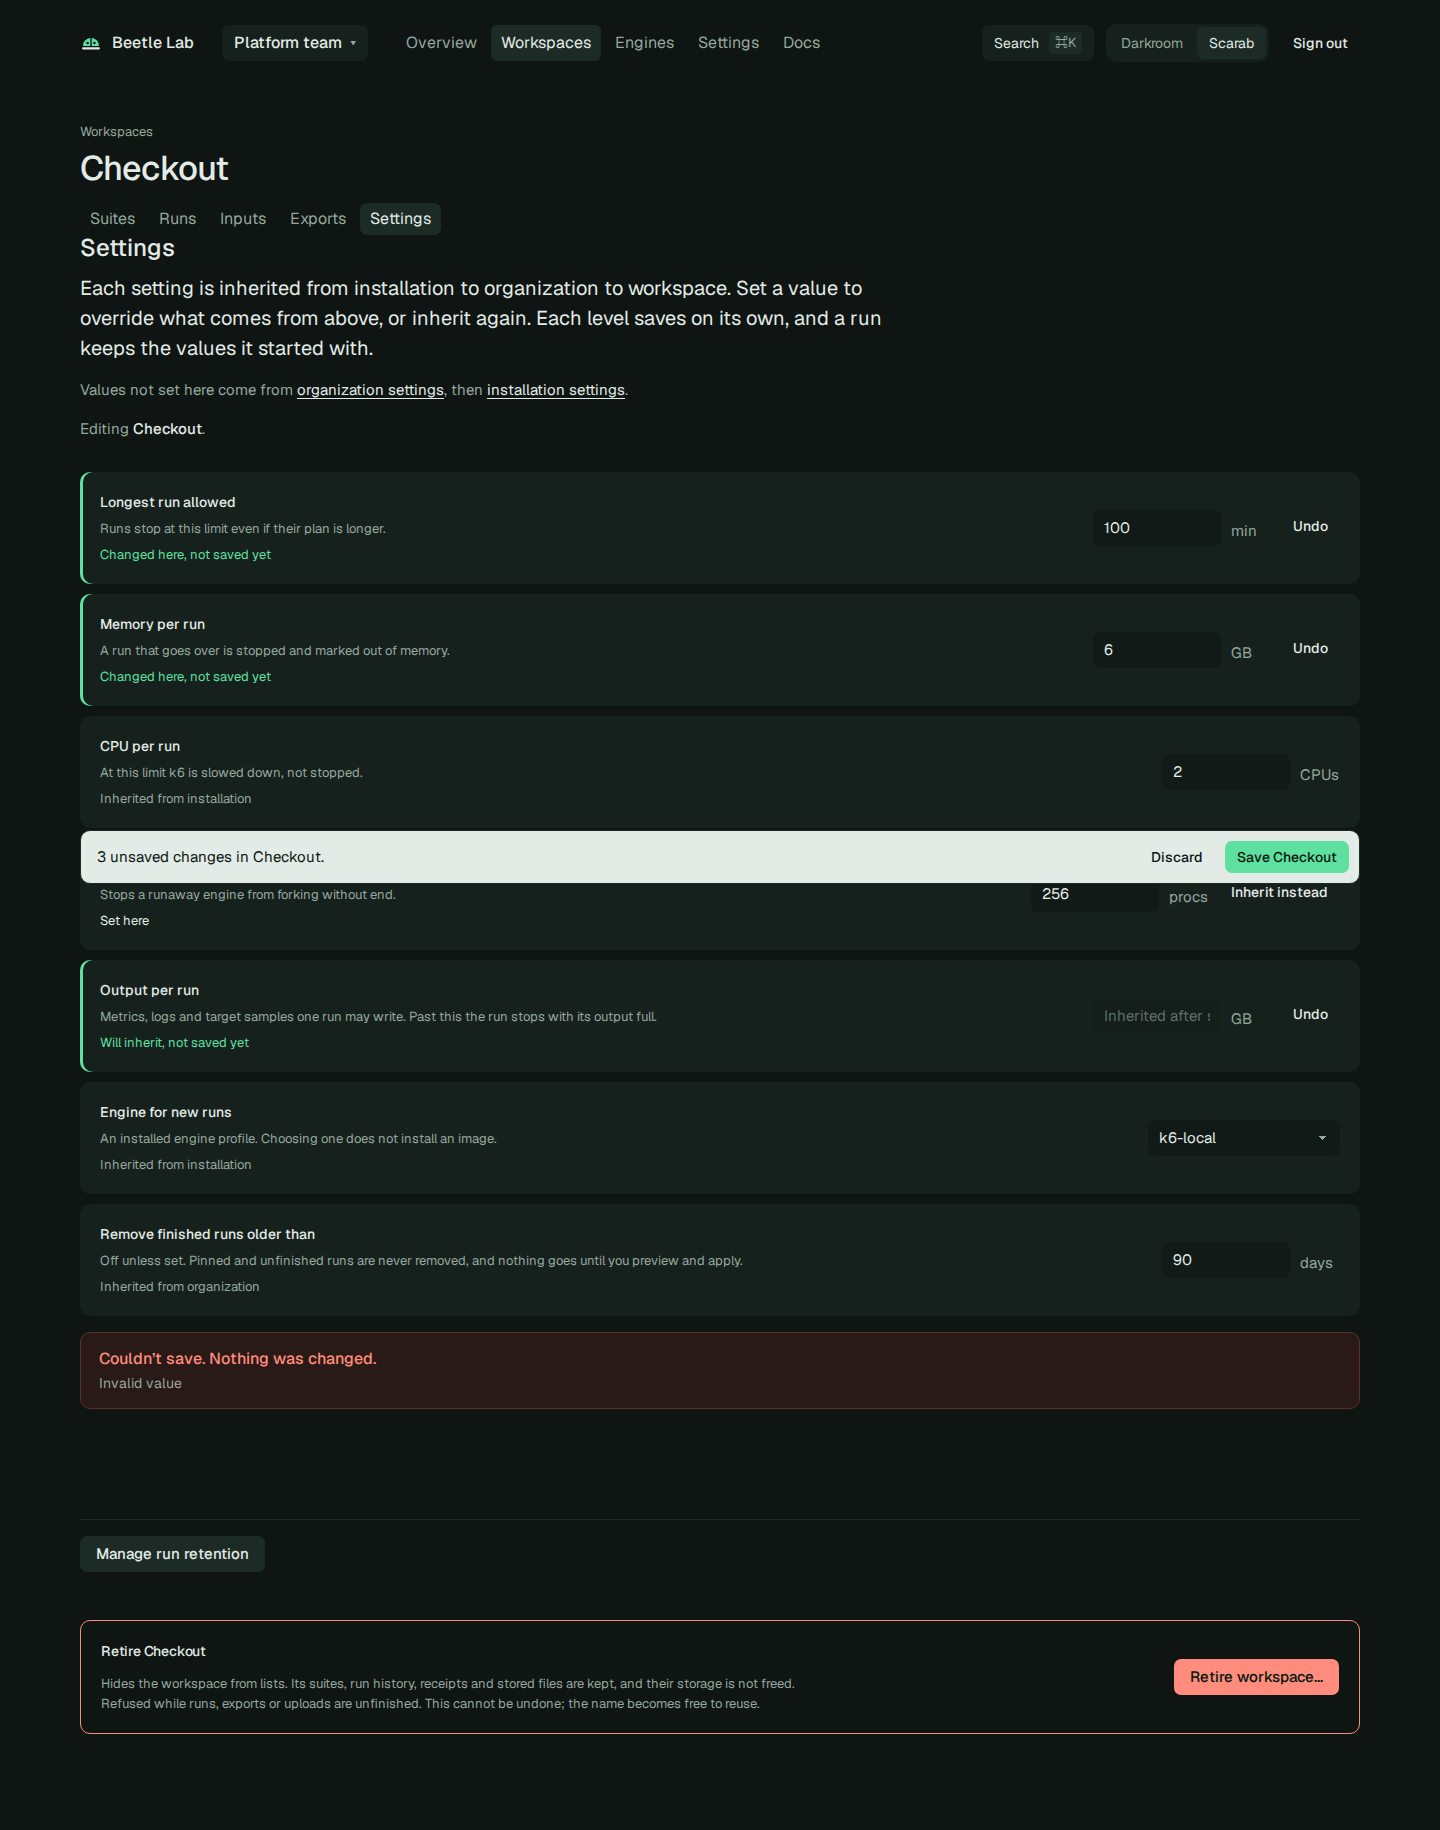 Beetle Lab
Platform team
Overview
Workspaces
Engines
Settings
Docs
Search ⌘K
Darkroom
Scarab
Sign out
Workspaces
Checkout
Suites
Runs
Inputs
Exports
Settings
Settings
Each setting is inherited from installation to organization to workspace. Set a value to
override what comes from above, or inherit again. Each level saves on its own, and a run
keeps the values it started with.
Values not set here come from organization settings, then installation settings.
Editing Checkout.
Longest run allowed
Runs stop at this limit even if their plan is longer.
Changed here, not saved yet
100 min
Undo
Memory per run
A run that goes over is stopped and marked out of memory.
Changed here, not saved yet
6 GB
Undo
CPU per run
At this limit k6 is slowed down, not stopped.
Inherited from installation
2 CPUs
3 unsaved changes in Checkout.
Discard
Save Checkout
Stops a runaway engine from forking without end.
Set here
256 procs
Inherit instead
Output per run
Metrics, logs and target samples one run may write. Past this the run stops with its output full.
Will inherit, not saved yet
Inherited after GB
Undo
Engine for new runs
An installed engine profile. Choosing one does not install an image.
Inherited from installation
k6-local
Remove finished runs older than
Off unless set. Pinned and unfinished runs are never removed, and nothing goes until you preview and apply.
Inherited from organization
90 days
Couldn't save. Nothing was changed.
Invalid value
Manage run retention
Retire Checkout
Hides the workspace from lists. Its suites, run history, receipts and stored files are kept, and their storage is not freed.
Refused while runs, exports or uploads are unfinished. This cannot be undone; the name becomes free to reuse.
Retire workspace…